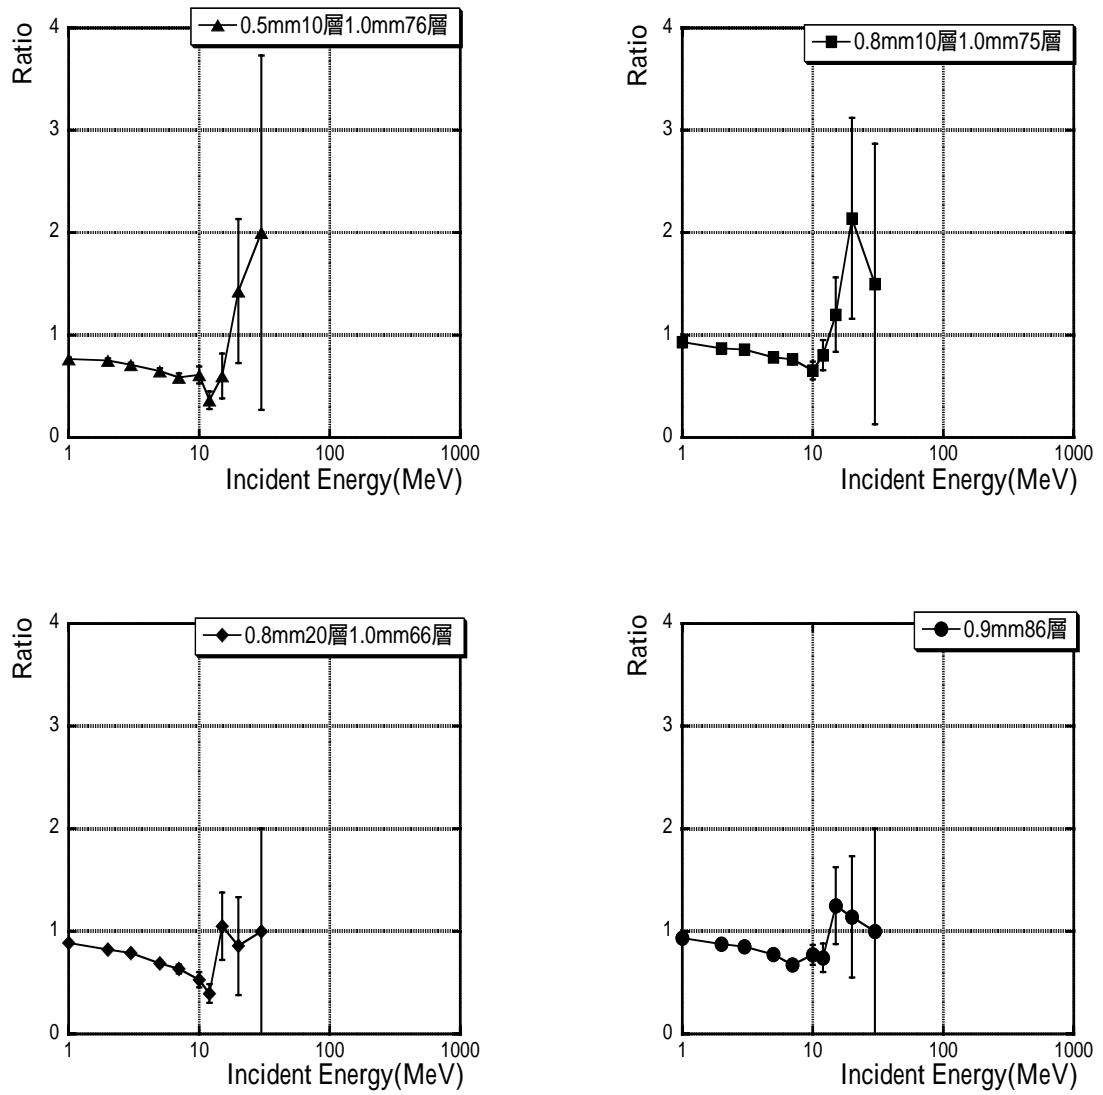 4
3
2
1
0
Ratio
0.5mm10層1.0mm76層
1 10 100 1000
Incident Energy(MeV)
4
3
2
1
0
Ratio
0.8mm10層1.0mm75層
1 10 100 1000
Incident Energy(MeV)
4
3
2
1
0
Ratio
0.8mm20層1.0mm66層
1 10 100 1000
Incident Energy(MeV)
4
3
2
1
0
Ratio
0.9mm86層
1 10 100 1000
Incident Energy(MeV)